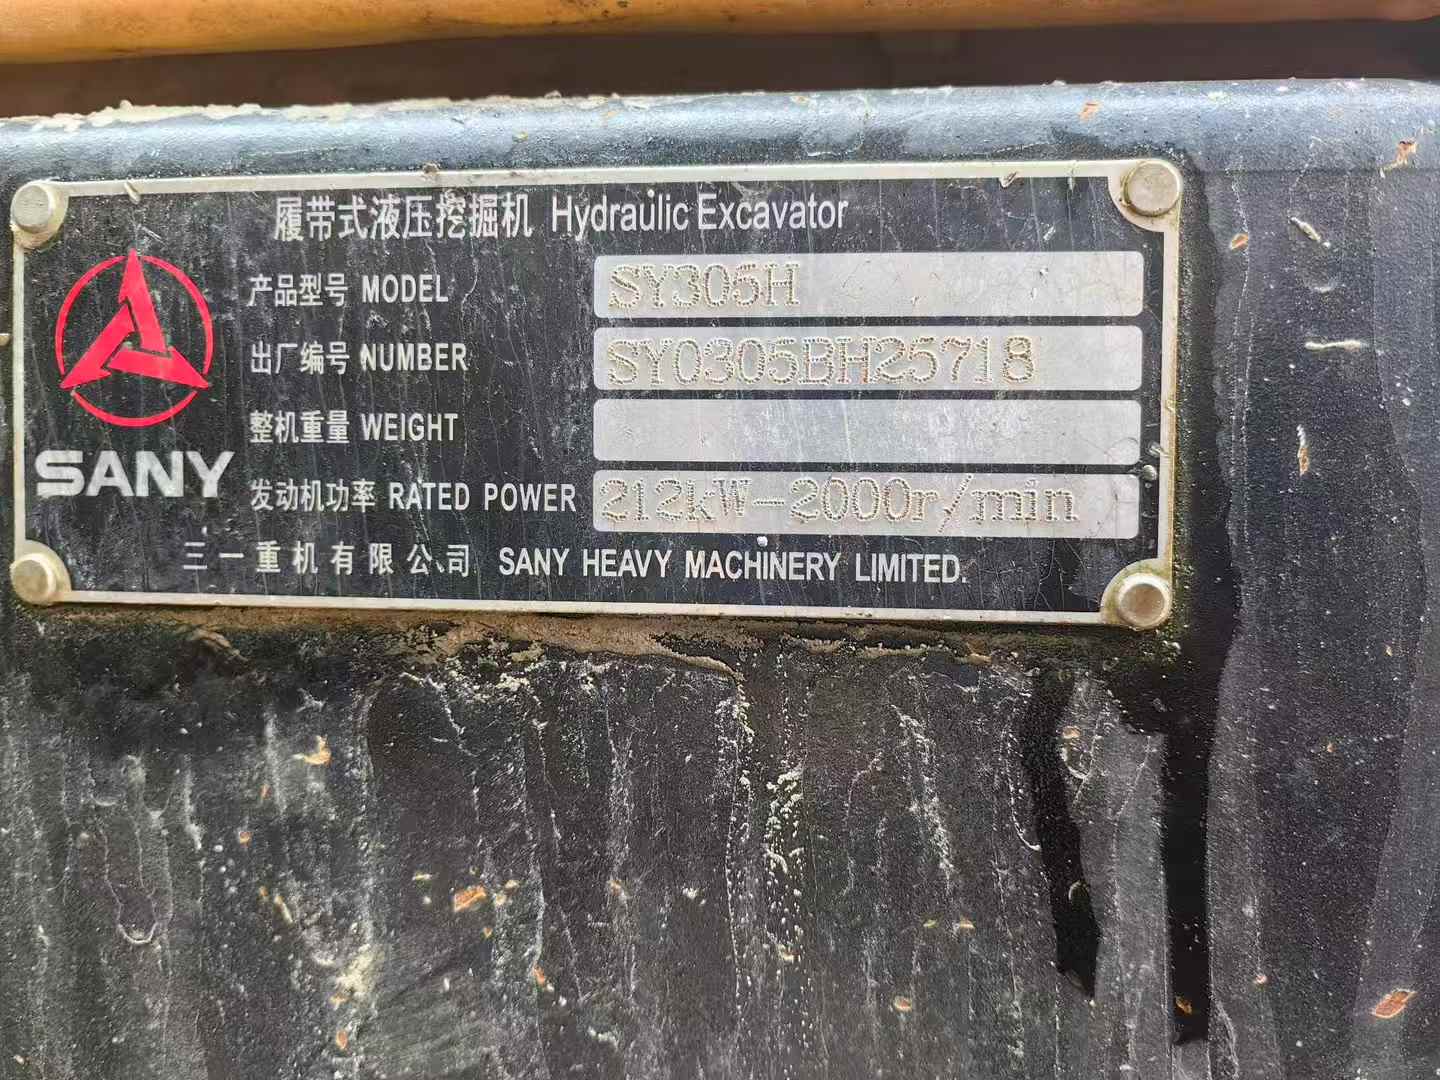 履带式液压挖掘机 Hydraulic Excavator
产品型号 MODEL SY305H
出厂编号 NUMBER SY0305BH25718
整机重量 WEIGHT
SANY
发动机功率 RATED POWER 212kW-2000r/min
三一重机有限公司 SANY HEAVY MACHINERY LIMITED.